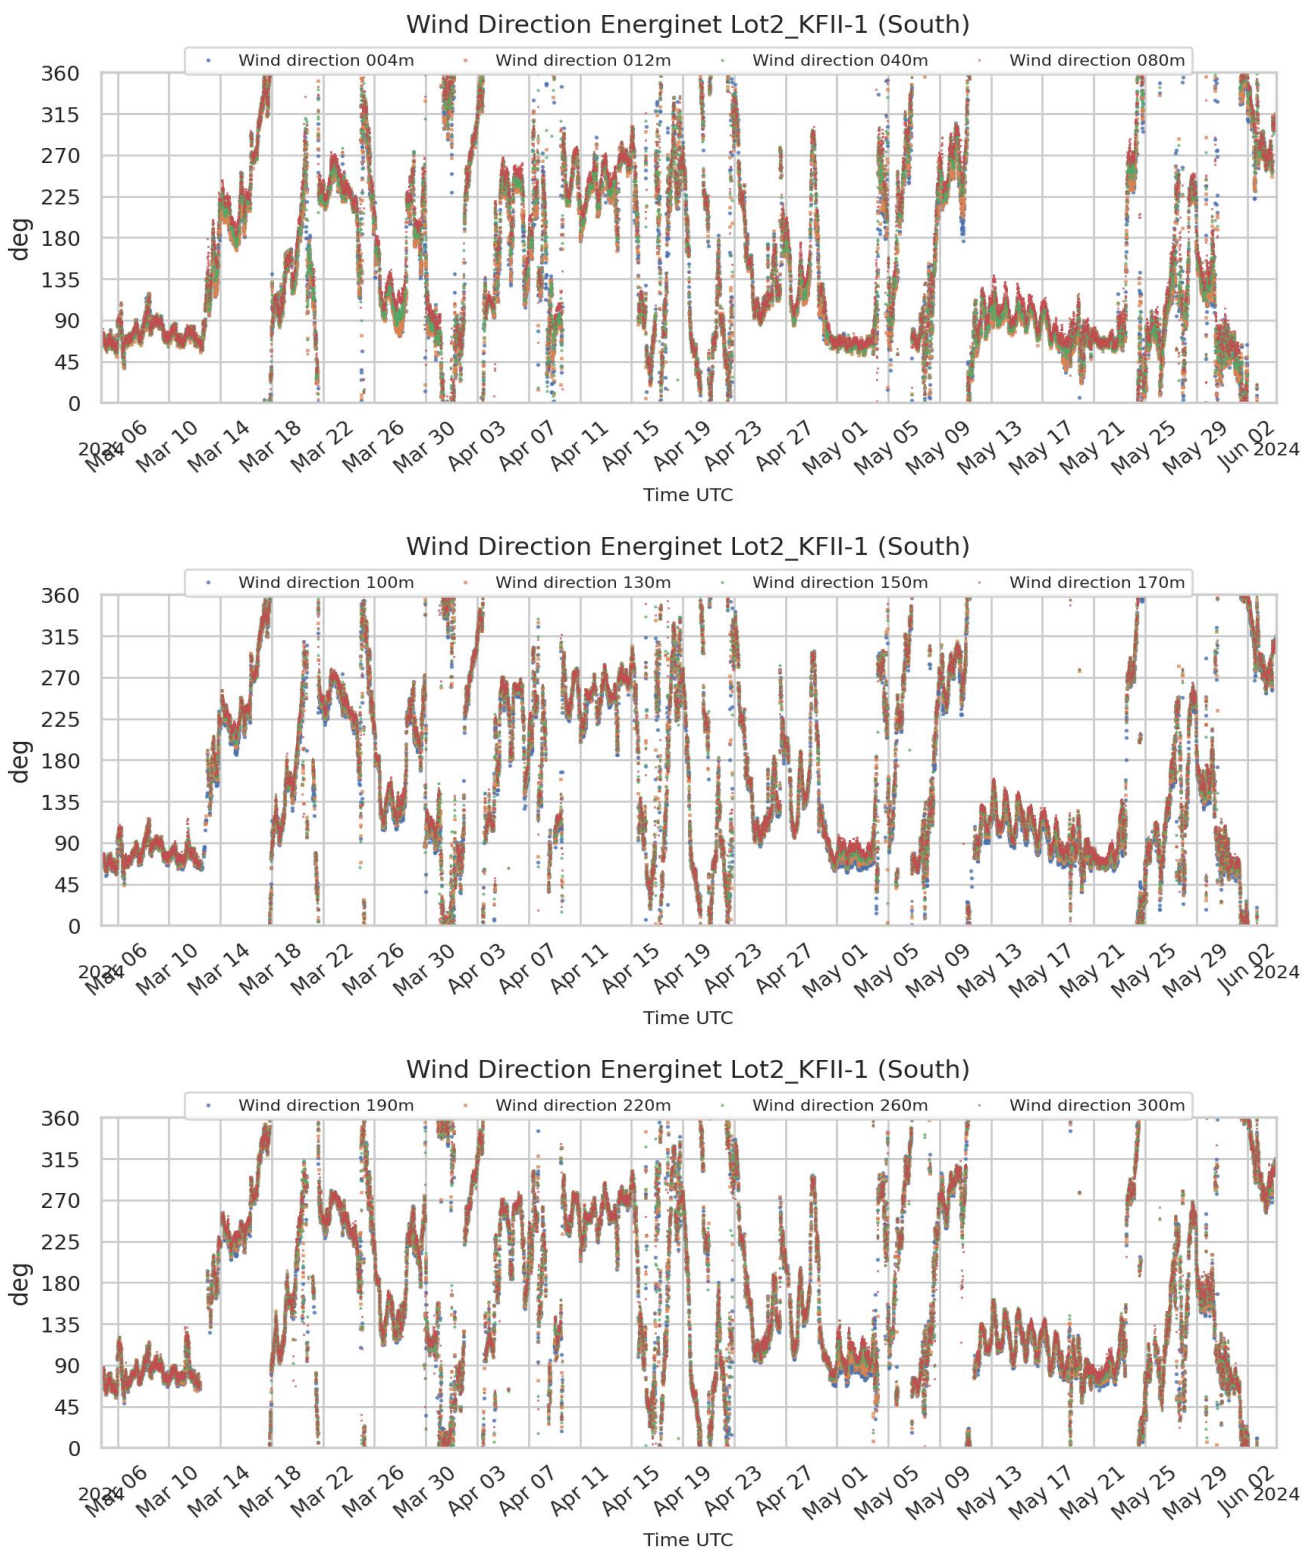 Wind Direction Energinet Lot2_KFII-1 (South)
Wind direction 004m Wind direction 012m Wind direction 040m Wind direction 080m
360
315
270
225
180
135
90
45
0
deg
Mar 06 Mar 10 Mar 14 Mar 18 Mar 22 Mar 26 Mar 30 Apr 03 Apr 07 Apr 11 Apr 15 Apr 19 Apr 23 Apr 27 May 01 May 05 May 09 May 13 May 17 May 21 May 25 May 29 Jun 02
2024 2024
Time UTC
Wind Direction Energinet Lot2_KFII-1 (South)
Wind direction 100m Wind direction 130m Wind direction 150m Wind direction 170m
360
315
270
225
180
135
90
45
0
deg
Mar 06 Mar 10 Mar 14 Mar 18 Mar 22 Mar 26 Mar 30 Apr 03 Apr 07 Apr 11 Apr 15 Apr 19 Apr 23 Apr 27 May 01 May 05 May 09 May 13 May 17 May 21 May 25 May 29 Jun 02
2024 2024
Time UTC
Wind Direction Energinet Lot2_KFII-1 (South)
Wind direction 190m Wind direction 220m Wind direction 260m Wind direction 300m
360
315
270
225
180
135
90
45
0
deg
Mar 06 Mar 10 Mar 14 Mar 18 Mar 22 Mar 26 Mar 30 Apr 03 Apr 07 Apr 11 Apr 15 Apr 19 Apr 23 Apr 27 May 01 May 05 May 09 May 13 May 17 May 21 May 25 May 29 Jun 02
2024 2024
Time UTC